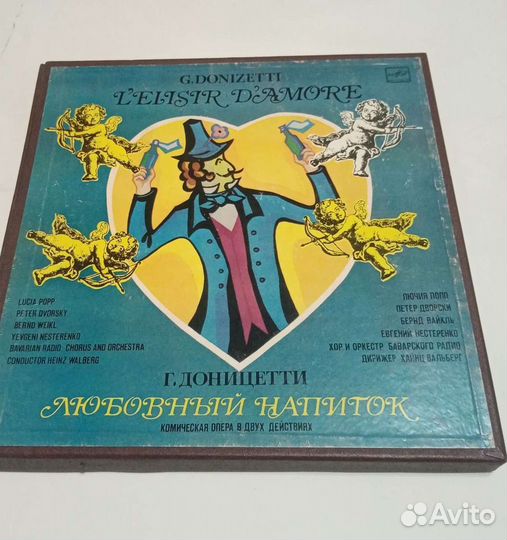 G. DONIZETTI
L'ELISIR D'AMORE
LUCIA POPP
PETER DVORSKY
BERND WEIKL
YEVGENI NESTERENKO
BAVARIAN RADIO CHORUS AND ORCHESTRA
CONDUCTOR HEINZ WALBERG
ЛЮЧИЯ ПОПП
ПЕТЕР ДВОРСКИ
БЕРНД ВАЙКЛЬ
ЕВГЕНИЙ НЕСТЕРЕНКО
ХОР И ОРКЕСТР БАВАРСКОГО РАДИО
ДИРИЖЕР ХАЙНЦ ВАЛЬБЕРГ
Г. ДОНИЦЕТТИ
ЛЮБОВНЫЙ НАПИТОК
КОМИЧЕСКАЯ ОПЕРА В ДВУХ ДЕЙСТВИЯХ
Avito